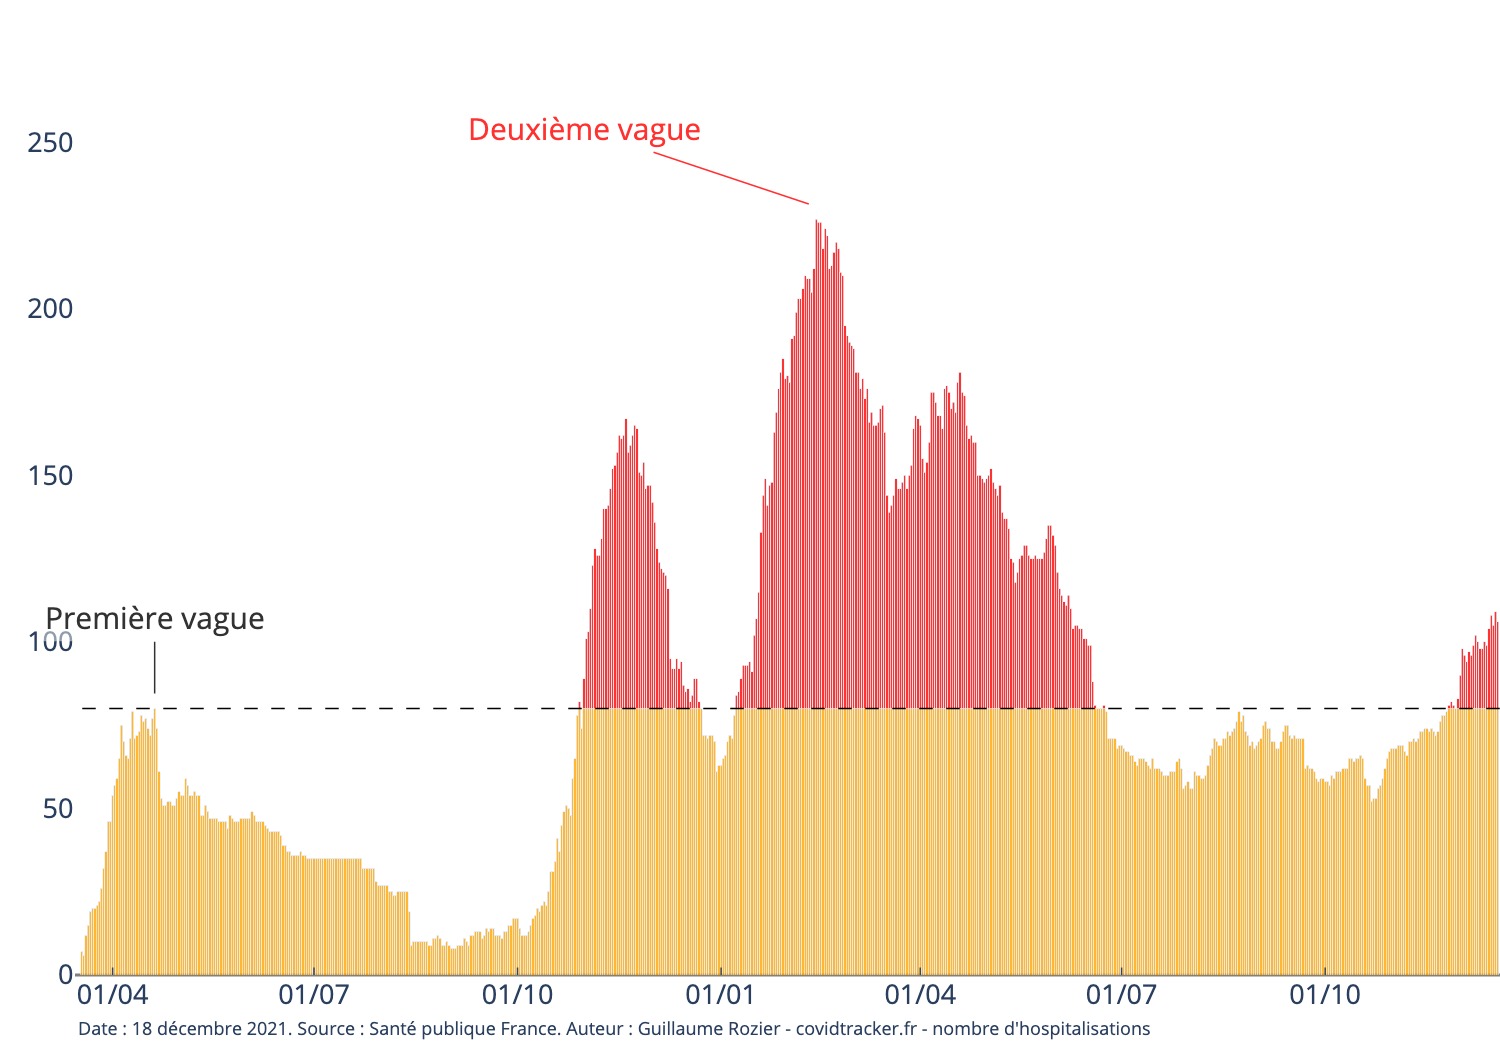 Deuxième vague
250
200
150
Première vague
100
50
0
01/04 01/07 01/10 01/01 01/04 01/07 01/10
Date : 18 décembre 2021. Source : Santé publique France. Auteur : Guillaume Rozier - covidtracker.fr - nombre d'hospitalisations